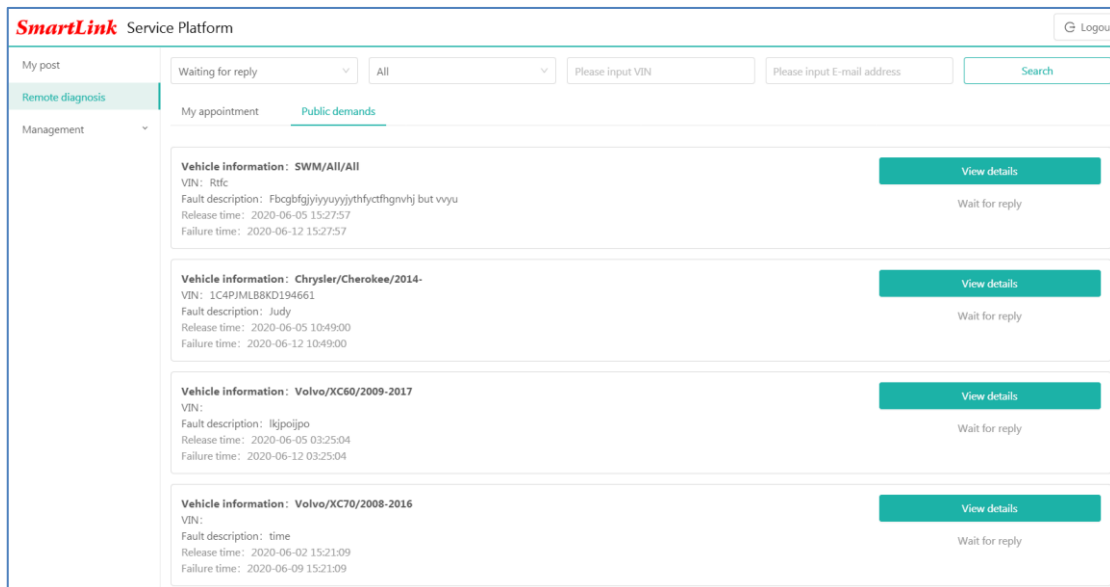 SmartLink Service Platform
Logou
My post
Remote diagnosis
Management
Waiting for reply
All
Please input VIN
Please input E-mail address
Search
My appointment
Public demands
Vehicle information: SWM/All/All
VIN: Rtfc
Fault description: Fbcgbfgjyiyyuyyjythfyctfhgnvhj but vvyu
Release time: 2020-06-05 15:27:57
Failure time: 2020-06-12 15:27:57
View details
Wait for reply
Vehicle information: Chrysler/Cherokee/2014-
VIN: 1C4PJMLB8KD194661
Fault description: Judy
Release time: 2020-06-05 10:49:00
Failure time: 2020-06-12 10:49:00
View details
Wait for reply
Vehicle information: Volvo/XC60/2009-2017
VIN:
Fault description: lkjpoijpo
Release time: 2020-06-05 03:25:04
Failure time: 2020-06-12 03:25:04
View details
Wait for reply
Vehicle information: Volvo/XC70/2008-2016
VIN:
Fault description: time
Release time: 2020-06-02 15:21:09
Failure time: 2020-06-09 15:21:09
View details
Wait for reply